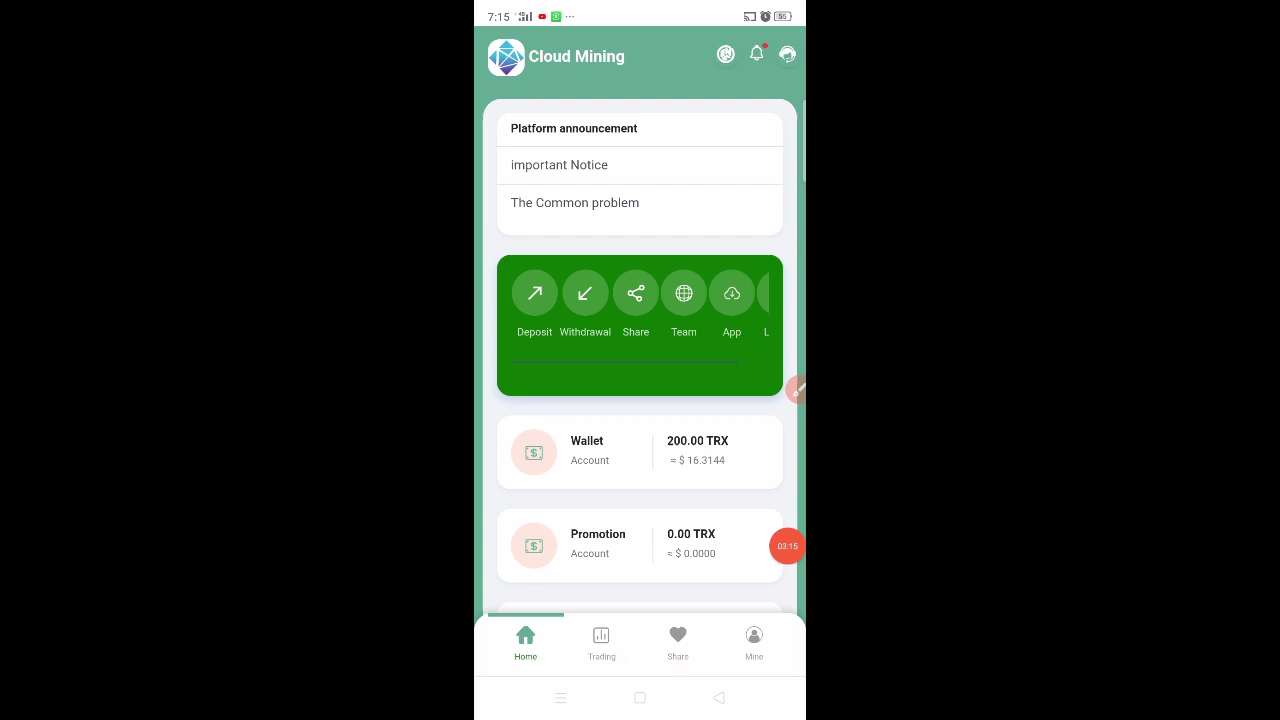 7:15
55
Cloud Mining
Platform announcement
important Notice
The Common problem
Deposit Withdrawal Share Team App L
Wallet 200.00 TRX
Account ≈ $ 16.3144
Promotion 0.00 TRX
Account ≈ $ 0.0000
03:15
Home Trading Share Mine